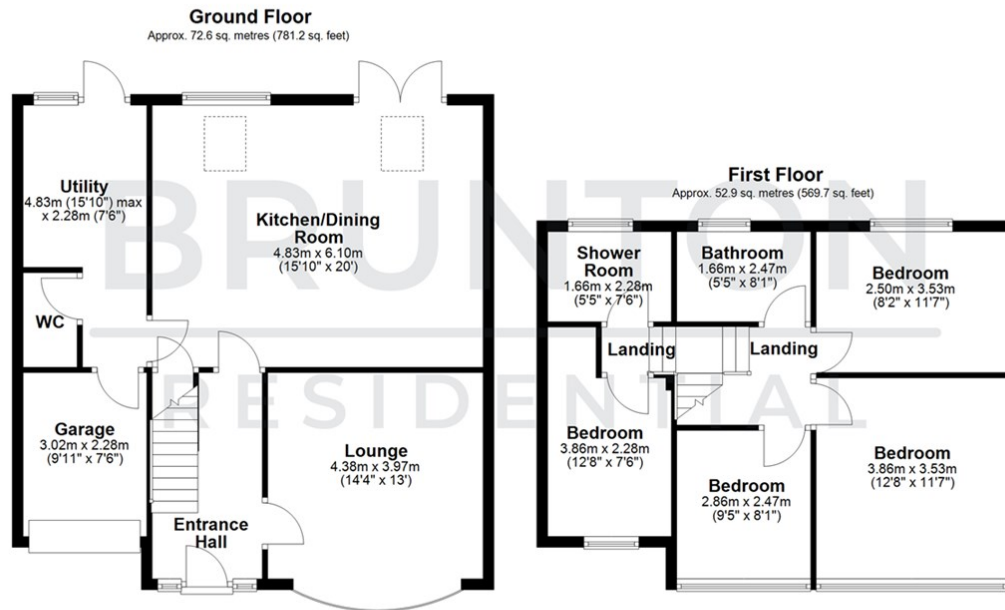 Ground Floor
Approx. 72.6 sq. metres (781.2 sq. feet)
Utility
4.83m (15'10") max
x 2.28m (7'6")
Kitchen/Dining
Room
4.83m x 6.10m
(15'10" x 20')
WC
Garage
3.02m x 2.28m
(9'11" x 7'6")
Lounge
4.38m x 3.97m
(14'4" x 13')
Entrance
Hall
First Floor
Approx. 52.9 sq. metres (569.7 sq. feet)
Shower
Room
1.66m x 2.28m
(5'5" x 7'6")
Bathroom
1.66m x 2.47m
(5'5" x 8'1")
Bedroom
2.50m x 3.53m
(8'2" x 11'7")
Landing
Landing
Bedroom
3.86m x 2.28m
(12'8" x 7'6")
Bedroom
2.86m x 2.47m
(9'5" x 8'1")
Bedroom
3.86m x 3.53m
(12'8" x 11'7")
BRUNTON
RESIDENTIAL